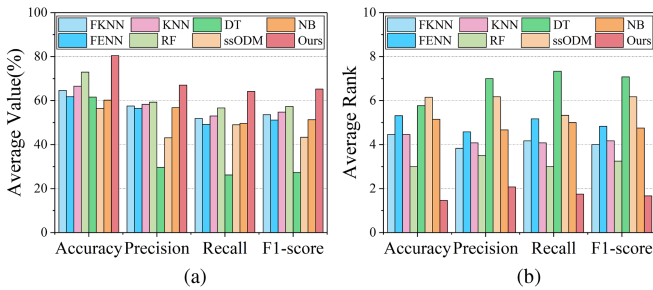 100
80
60
40
20
0
Average Value(%)
FKNN KNN DT NB
FENN RF ssODM Ours
Accuracy Precision Recall F1-score
(a)
10
8
6
4
2
0
Average Rank
FKNN KNN DT NB
FENN RF ssODM Ours
Accuracy Precision Recall F1-score
(b)